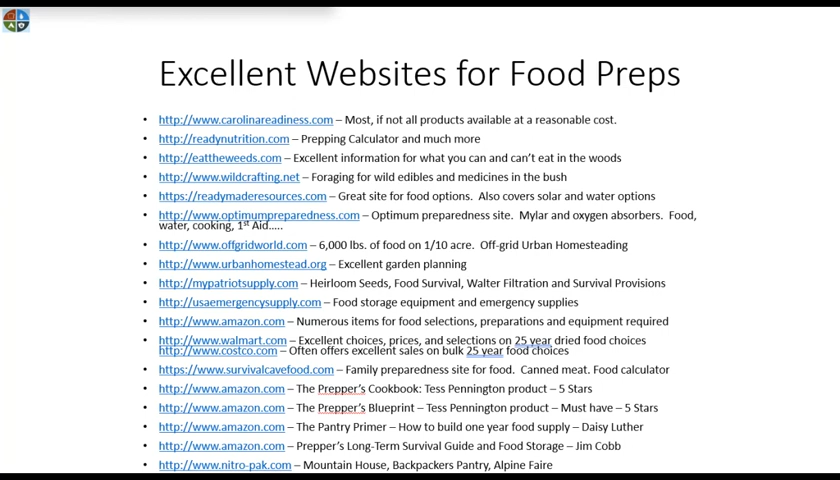 Excellent Websites for Food Preps
• http://www.carolinareadiness.com – Most, if not all products available at a reasonable cost.
• http://readynutrition.com – Prepping Calculator and much more
• http://eattheweeds.com – Excellent information for what you can and can't eat in the woods
• http://www.wildcrafting.net – Foraging for wild edibles and medicines in the bush
• https://readymaderesources.com – Great site for food options.  Also covers solar and water options
• http://www.optimumpreparedness.com – Optimum preparedness site.  Mylar and oxygen absorbers.  Food,
water, cooking, 1st Aid…..
• http://www.offgridworld.com – 6,000 lbs. of food on 1/10 acre.  Off-grid Urban Homesteading
• http://www.urbanhomestead.org – Excellent garden planning
• http://mypatriotsupply.com – Heirloom Seeds, Food Survival, Walter Filtration and Survival Provisions
• http://usaemergencysupply.com – Food storage equipment and emergency supplies
• http://www.amazon.com – Numerous items for food selections, preparations and equipment required
• http://www.walmart.com – Excellent choices, prices, and selections on 25 year dried food choices
http://www.costco.com – Often offers excellent sales on bulk 25 year food choices
• https://www.survivalcavefood.com – Family preparedness site for food.  Canned meat. Food calculator
• http://www.amazon.com – The Prepper's Cookbook: Tess Pennington product – 5 Stars
• http://www.amazon.com – The Prepper's Blueprint – Tess Pennington product – Must have – 5 Stars
• http://www.amazon.com – The Pantry Primer – How to build one year food supply – Daisy Luther
• http://www.amazon.com – Prepper's Long-Term Survival Guide and Food Storage – Jim Cobb
• http://www.nitro-pak.com – Mountain House, Backpackers Pantry, Alpine Faire